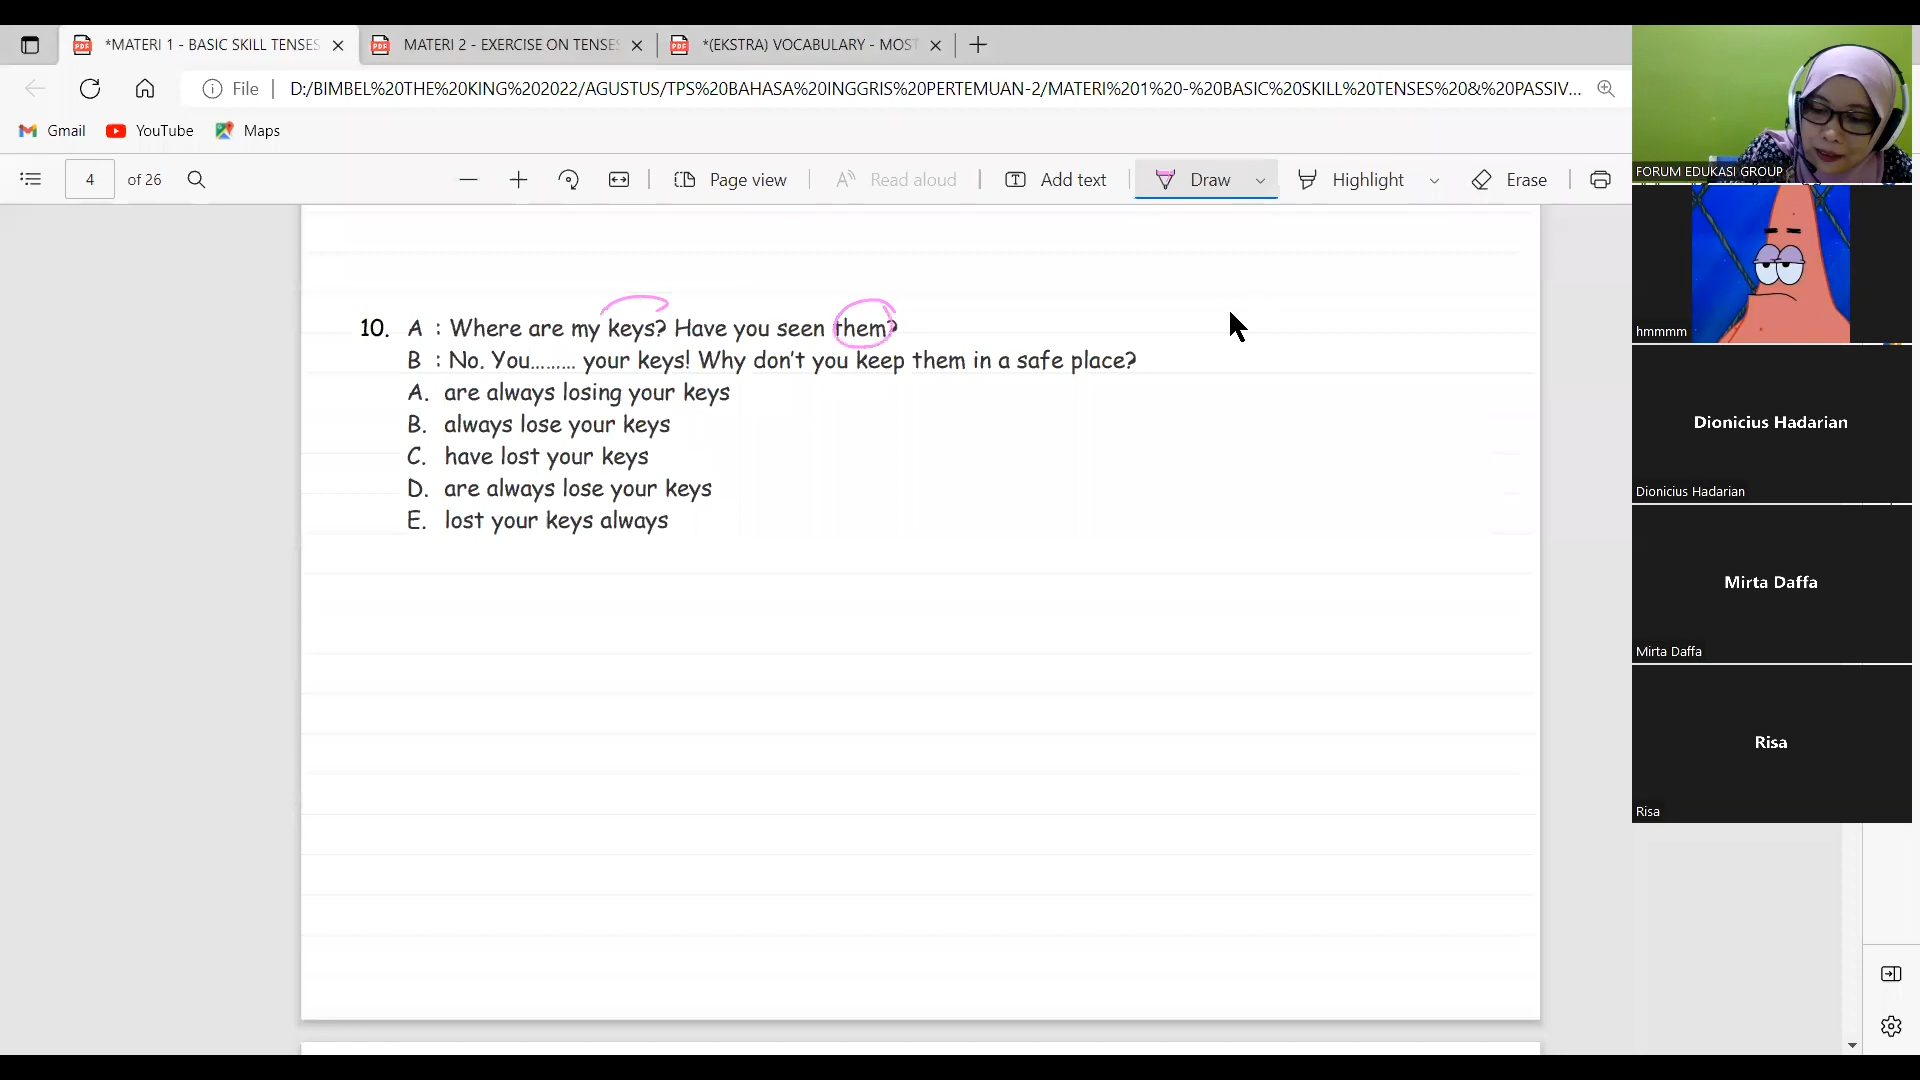 *MATERI 1 - BASIC SKILL TENSES
MATERI 2 - EXERCISE ON TENSES
*(EKSTRA) VOCABULARY - MOST
File
D:/BIMBEL%20THE%20KING%202022/AGUSTUS/TPS%20BAHASA%20INGGRIS%20PERTEMUAN-2/MATERI%201%20-%20BASIC%20SKILL%20TENSES%20&%20PASSIV...
Gmail
YouTube
Maps
4 of 26
Page view
Read aloud
Add text
Draw
Highlight
Erase
10. A : Where are my keys? Have you seen them?
B : No. You......... your keys! Why don't you keep them in a safe place?
A. are always losing your keys
B. always lose your keys
C. have lost your keys
D. are always lose your keys
E. lost your keys always
FORUM EDUKASI GROUP
hmmmm
Dionicius Hadarian
Dionicius Hadarian
Mirta Daffa
Mirta Daffa
Risa
Risa